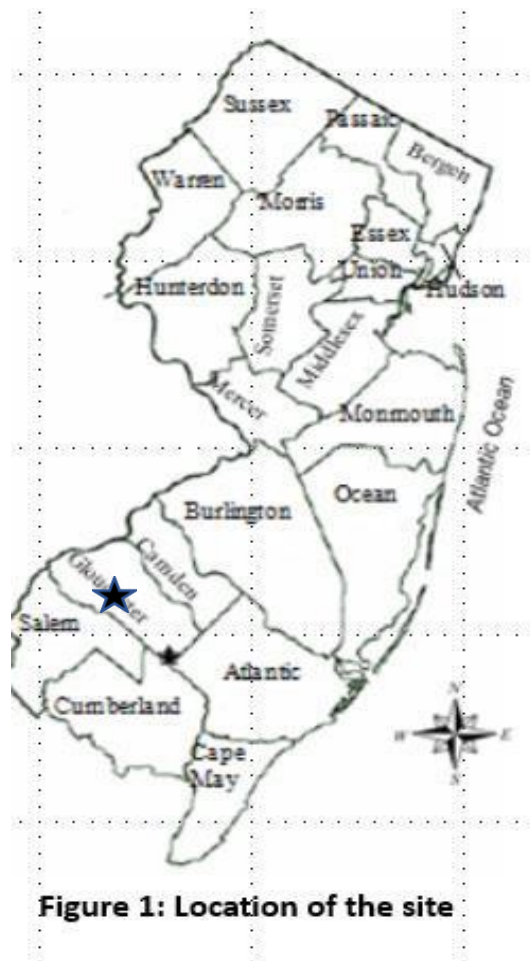 Sussex
Passaic
Bergen
Warren
Morris
Essex
Union
Hudson
Hunterdon
Somerset
Middlesex
Mercer
Monmouth
Atlantic Ocean
Ocean
Burlington
Camden
Gloucester
Salem
Atlantic
Cumberland
Cape
May
N
W
E
S
Figure 1: Location of the site